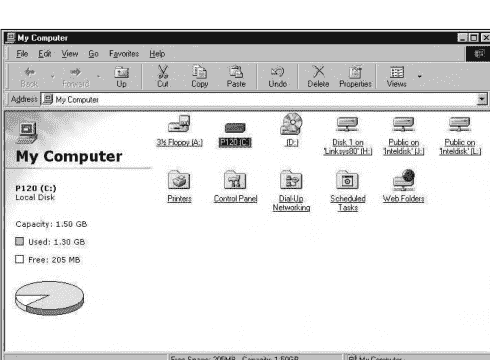 My Computer
File Edit View Go Favorites Help
Back Forward Up Cut Copy Paste Undo Delete Properties Views
Address My Computer
3½ Floppy (A:) P120 (C:) (D:) Disk 1 on Public on Public on
'Linksys80' (H:) 'Inteldisk' (J:) 'Inteldisk' (L:)
My Computer
Printers Control Panel Dial-Up Scheduled Web Folders
Networking Tasks
P120 (C:)
Local Disk
Capacity: 1.50 GB
Used: 1.30 GB
Free: 205 MB
Free Space: 205MB, Capacity: 1.50GB My Computer